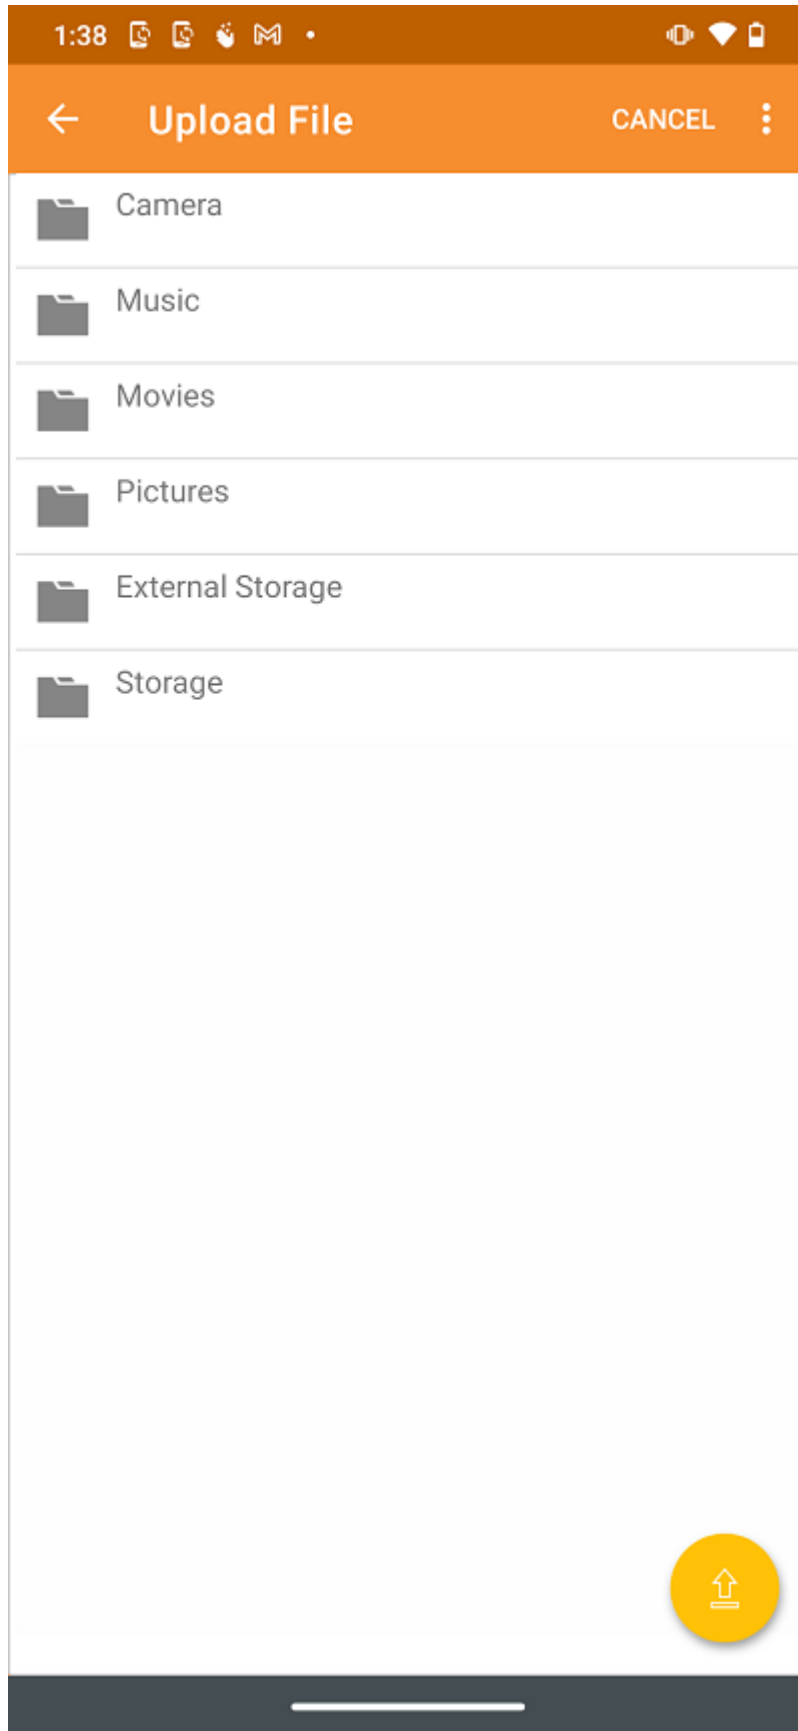 1:38
Upload File
CANCEL
Camera
Music
Movies
Pictures
External Storage
Storage